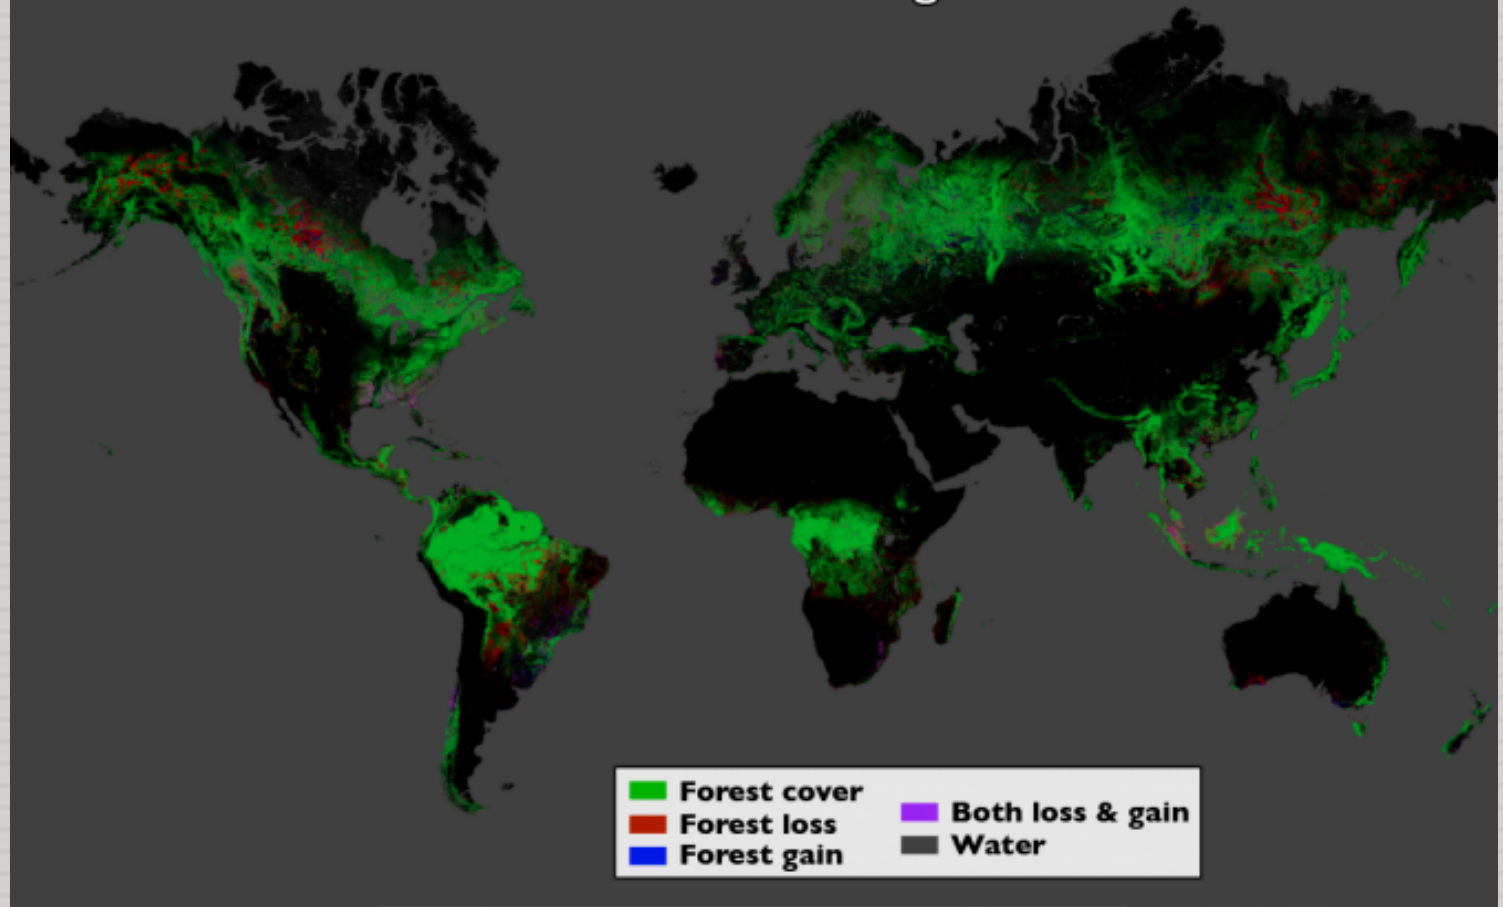 Forest cover
Forest loss
Forest gain
Both loss & gain
Water